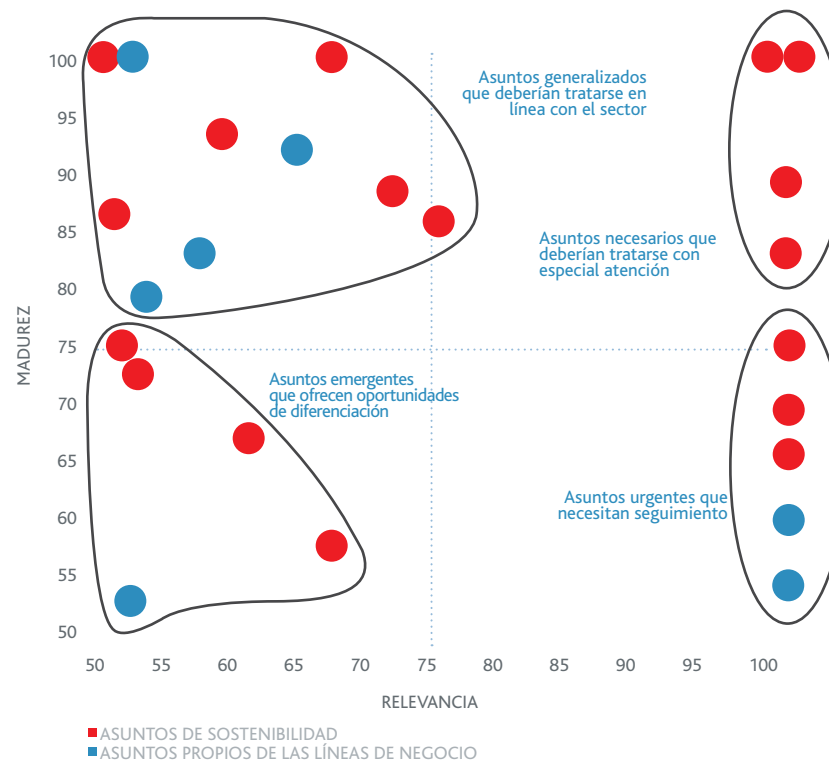 100
95
90
85
80
75
70
65
60
55
50
MADUREZ
Asuntos generalizados
que deberían tratarse en
línea con el sector
Asuntos necesarios que
deberían tratarse con
especial atención
Asuntos emergentes
que ofrecen oportunidades
de diferenciación
Asuntos urgentes que
necesitan seguimiento
50 55 60 65 70 75 80 85 90 95 100
RELEVANCIA
ASUNTOS DE SOSTENIBILIDAD
ASUNTOS PROPIOS DE LAS LÍNEAS DE NEGOCIO